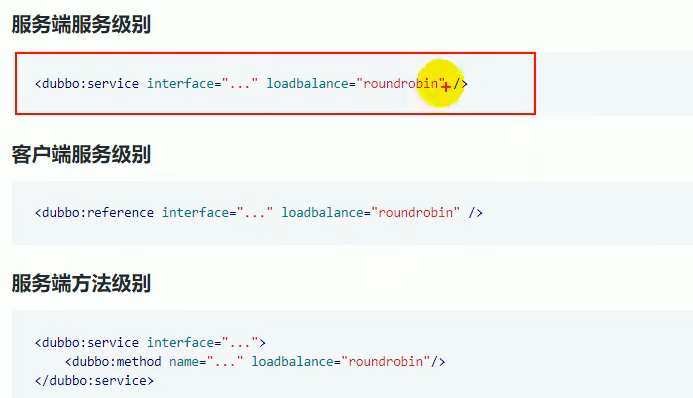 服务端服务级别
<dubbo:service interface="..." loadbalance="roundrobin" />
客户端服务级别
<dubbo:reference interface="..." loadbalance="roundrobin" />
服务端方法级别
<dubbo:service interface="...">
    <dubbo:method name="..." loadbalance="roundrobin"/>
</dubbo:service>